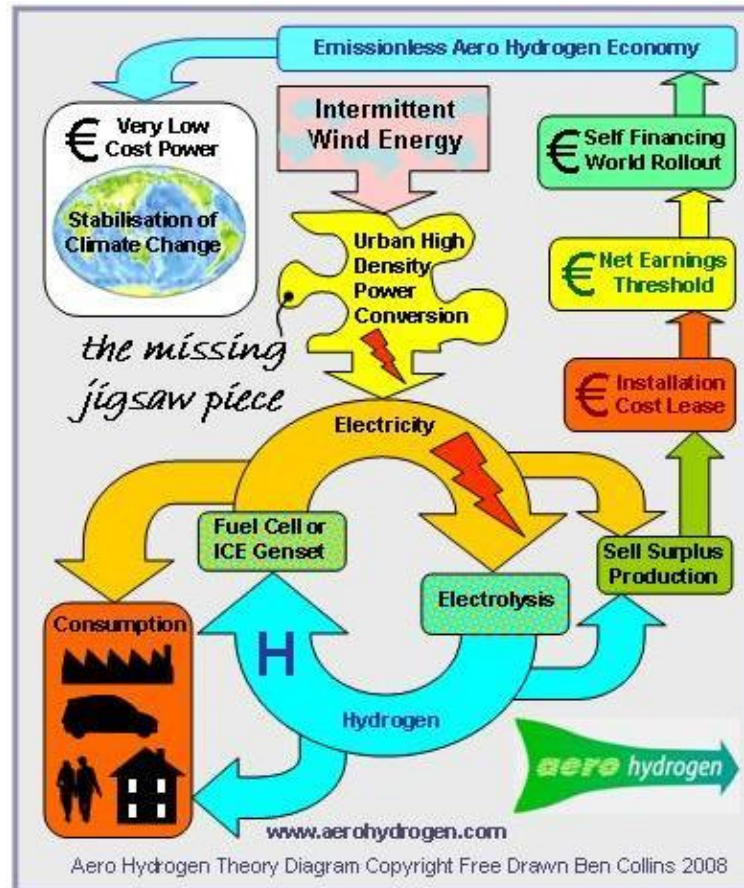 Emissionless Aero Hydrogen Economy
€ Very Low
Cost Power
Stabilisation of
Climate Change
Intermittent
Wind Energy
€ Self Financing
World Rollout
Urban High
Density
Power
Conversion
€ Net Earnings
Threshold
the missing
jigsaw piece
€ Installation
Cost Lease
Electricity
Fuel Cell or
ICE Genset
Sell Surplus
Production
Electrolysis
Consumption
H
Hydrogen
aero hydrogen
www.aerohydrogen.com
Aero Hydrogen Theory Diagram Copyright Free Drawn Ben Collins 2008